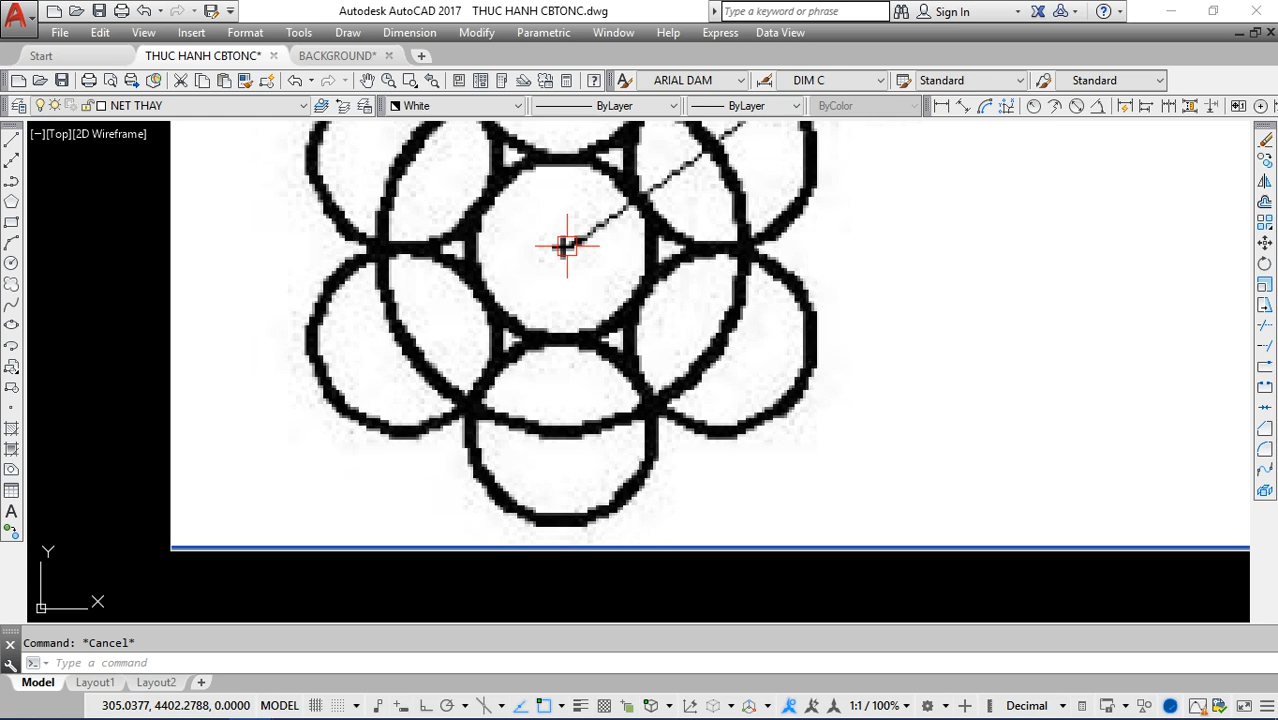 Autodesk AutoCAD 2017 THUC HANH CBTONC.dwg
Type a keyword or phrase
Sign In
File Edit View Insert Format Tools Draw Dimension Modify Parametric Window Help Express Data View
Start THUC HANH CBTONC* BACKGROUND*
ARIAL DAM DIM C Standard Standard
NET THAY White ByLayer ByLayer ByColor
[−][Top][2D Wireframe]
Y
X
Command: *Cancel*
Type a command
Model Layout1 Layout2
305.0377, 4402.2788, 0.0000 MODEL 1:1 / 100% Decimal